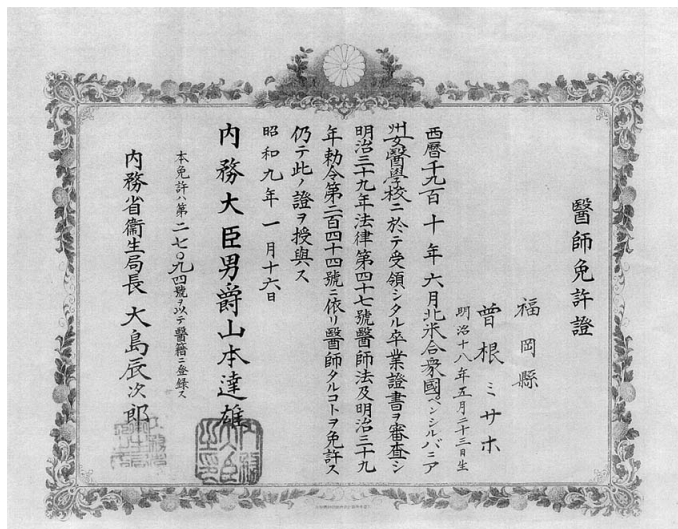 醫師免許證
福岡縣
曽根ミサホ
明治十八年五月二十三日生
西曆千九百十年六月北米合衆國ペンシルバニア
州女醫學校ニ於テ受領シタル卒業證書ヲ審査シ
明治三十九年法律第四十七號醫師法及明治三十九
年勅令第二百四十四號ニ依リ醫師タルコトヲ免許ス
仍テ此ノ證ヲ授與ス
昭和九年一月十六日
内務大臣男爵山本達雄
本免許ハ第二七〇九四號ヲ以テ醫籍ニ登録ス
内務省衞生局長大島辰次郎